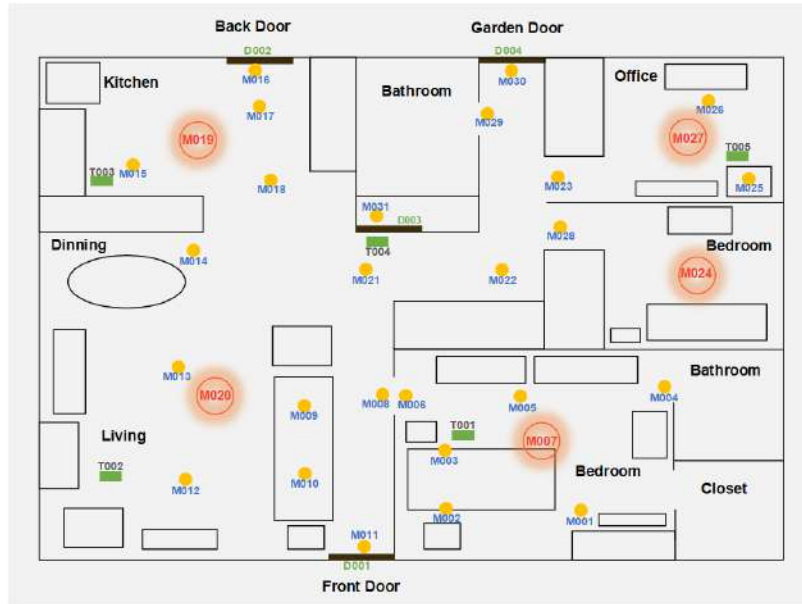 Back Door
Garden Door
D002
D004
Kitchen
M016
M030
Office
Bathroom
M017
M029
M026
M019
M027
T003
M015
T005
M018
M023
M025
M031
D003
Dinning
M014
T004
M028
Bedroom
M021
M022
M024
M013
M020
M008
M006
M005
M004
Bathroom
M009
Living
T001
M003
M007
T002
M012
M010
Bedroom
Closet
M002
M001
M011
D001
Front Door